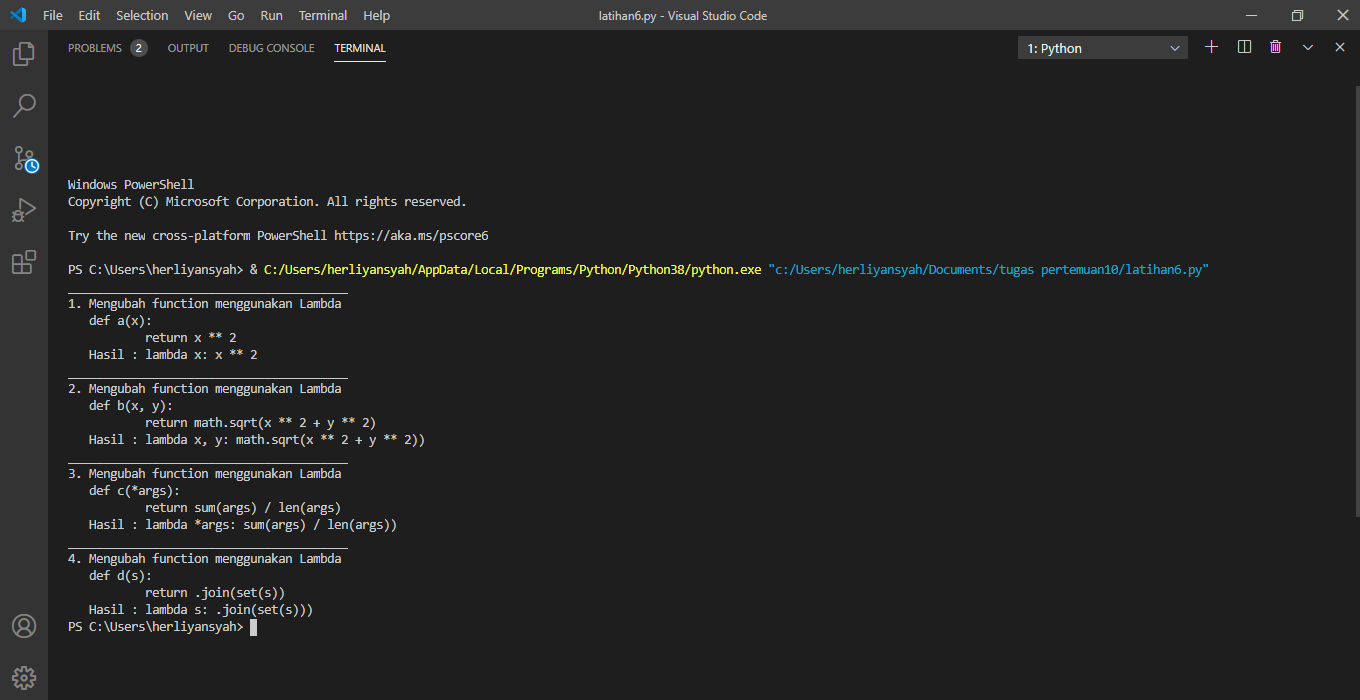 File Edit Selection View Go Run Terminal Help latihan6.py - Visual Studio Code
PROBLEMS 2 OUTPUT DEBUG CONSOLE TERMINAL 1: Python
Windows PowerShell
Copyright (C) Microsoft Corporation. All rights reserved.
Try the new cross-platform PowerShell https://aka.ms/pscore6
PS C:\Users\herliyansyah> & C:/Users/herliyansyah/AppData/Local/Programs/Python/Python38/python.exe "c:/Users/herliyansyah/Documents/tugas pertemuan10/latihan6.py"
________________________________________
1. Mengubah function menggunakan Lambda
def a(x):
return x ** 2
Hasil : lambda x: x ** 2
________________________________________
2. Mengubah function menggunakan Lambda
def b(x, y):
return math.sqrt(x ** 2 + y ** 2)
Hasil : lambda x, y: math.sqrt(x ** 2 + y ** 2))
________________________________________
3. Mengubah function menggunakan Lambda
def c(*args):
return sum(args) / len(args)
Hasil : lambda *args: sum(args) / len(args))
________________________________________
4. Mengubah function menggunakan Lambda
def d(s):
return .join(set(s))
Hasil : lambda s: .join(set(s)))
PS C:\Users\herliyansyah>